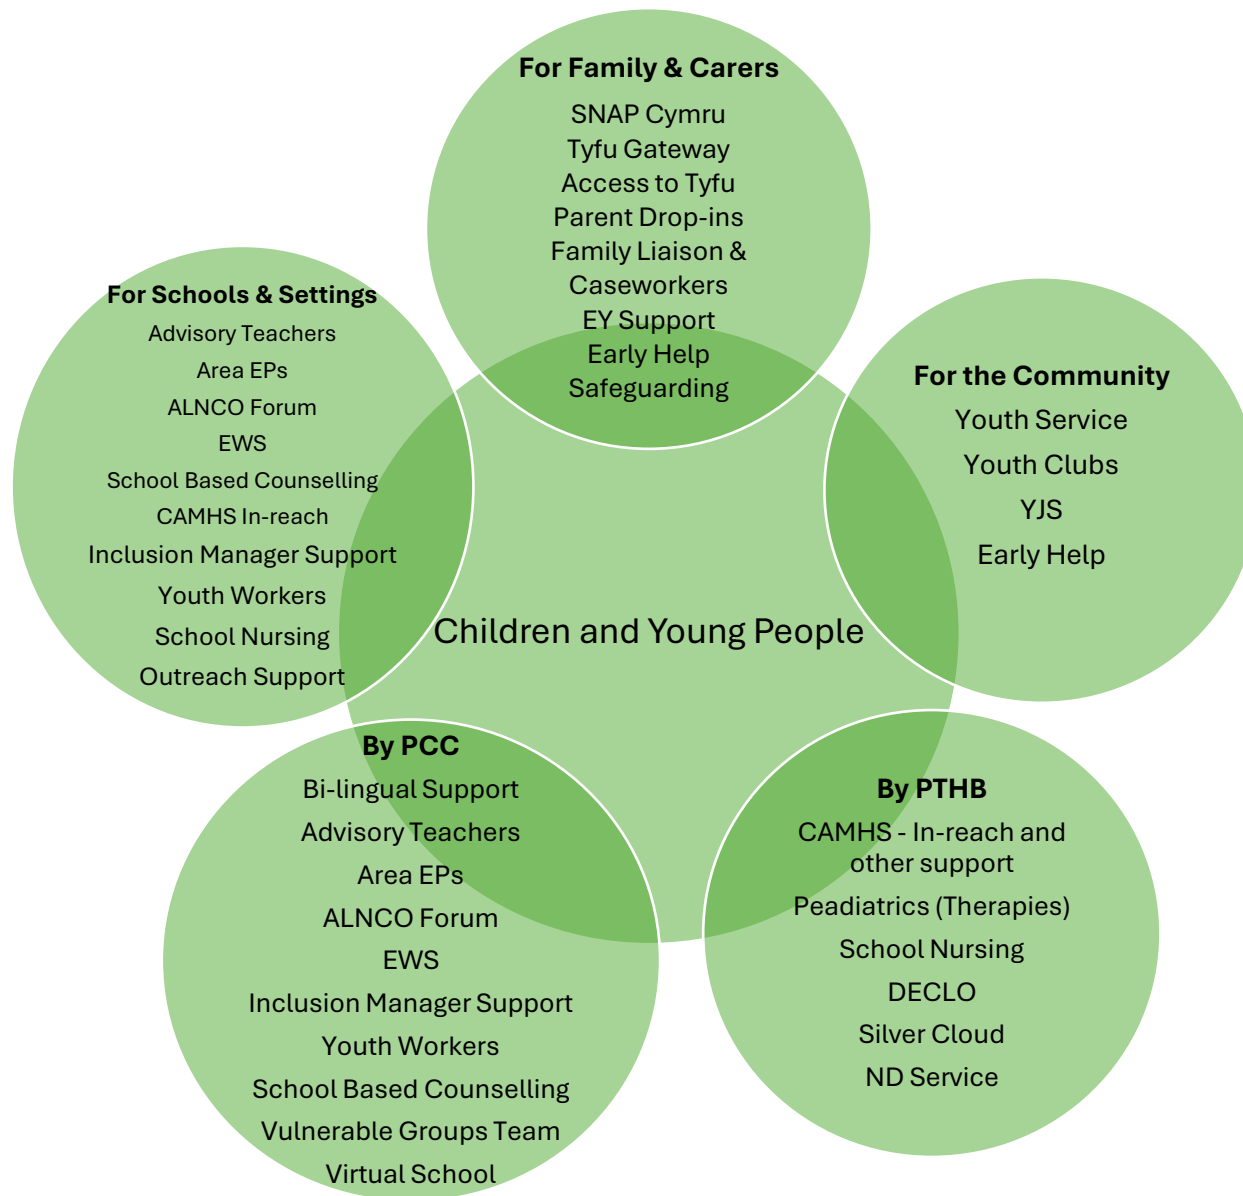 For Family & Carers
SNAP Cymru
Tyfu Gateway
Access to Tyfu
Parent Drop-ins
Family Liaison &
Caseworkers
EY Support
Early Help
Safeguarding
For Schools & Settings
Advisory Teachers
Area EPs
ALNCO Forum
EWS
School Based Counselling
CAMHS In-reach
Inclusion Manager Support
Youth Workers
School Nursing
Outreach Support
For the Community
Youth Service
Youth Clubs
YJS
Early Help
Children and Young People
By PCC
Bi-lingual Support
Advisory Teachers
Area EPs
ALNCO Forum
EWS
Inclusion Manager Support
Youth Workers
School Based Counselling
Vulnerable Groups Team
Virtual School
By PTHB
CAMHS - In-reach and
other support
Peadiatrics (Therapies)
School Nursing
DECLO
Silver Cloud
ND Service